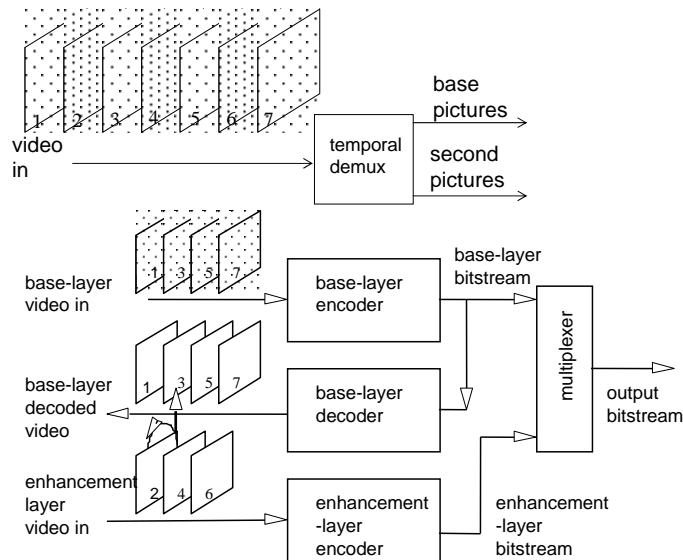 1 2 3 4 5 6 7
video
in
temporal
demux
base
pictures
second
pictures
1 3 5 7
base-layer
video in
base-layer
encoder
base-layer
bitstream
multiplexer
output
bitstream
1 3 5 7
base-layer
decoded
video
base-layer
decoder
2 4 6
enhancement
layer
video in
enhancement
-layer
encoder
enhancement
-layer
bitstream